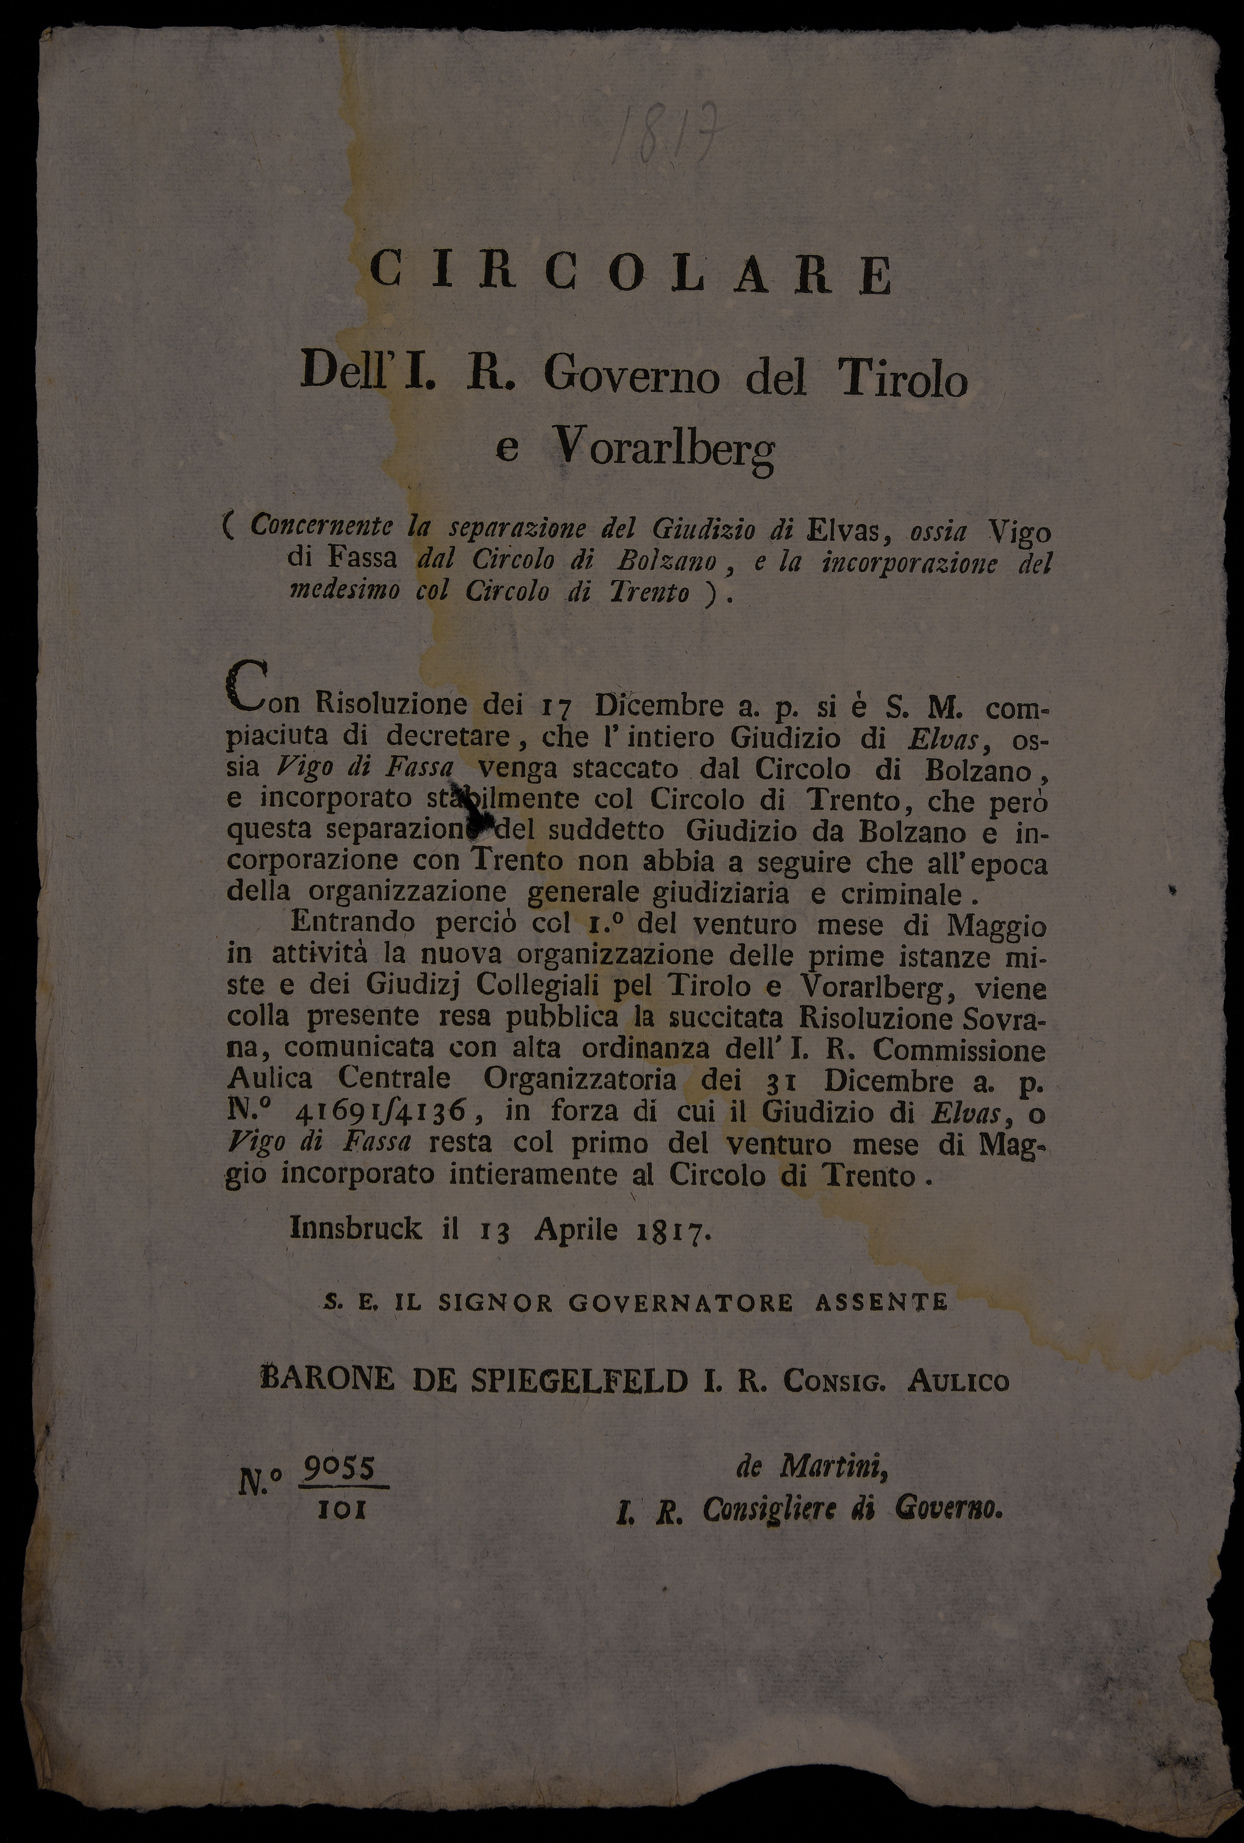 1817
CIRCOLARE
Dell' I. R. Governo del Tirolo
e Vorarlberg
( Concernente la separazione del Giudizio di Elvas, ossia Vigo
di Fassa dal Circolo di Bolzano, e la incorporazione del
medesimo col Circolo di Trento ).
Con Risoluzione dei 17 Dicembre a. p. si è S. M. com-
piaciuta di decretare, che l' intiero Giudizio di Elvas, os-
sia Vigo di Fassa venga staccato dal Circolo di Bolzano,
e incorporato stabilmente col Circolo di Trento, che però
questa separazione del suddetto Giudizio da Bolzano e in-
corporazione con Trento non abbia a seguire che all' epoca
della organizzazione generale giudiziaria e criminale.
Entrando perciò col 1.º del venturo mese di Maggio
in attività la nuova organizzazione delle prime istanze mi-
ste e dei Giudizj Collegiali pel Tirolo e Vorarlberg, viene
colla presente resa pubblica la succitata Risoluzione Sovra-
na, comunicata con alta ordinanza dell' I. R. Commissione
Aulica Centrale Organizzatoria dei 31 Dicembre a. p.
N.º 41691/4136, in forza di cui il Giudizio di Elvas, o
Vigo di Fassa resta col primo del venturo mese di Mag-
gio incorporato intieramente al Circolo di Trento.
Innsbruck il 13 Aprile 1817.
S. E. IL SIGNOR GOVERNATORE ASSENTE
BARONE DE SPIEGELFELD I. R. CONSIG. AULICO
N.º 9055/101
de Martini,
I. R. Consigliere di Governo.